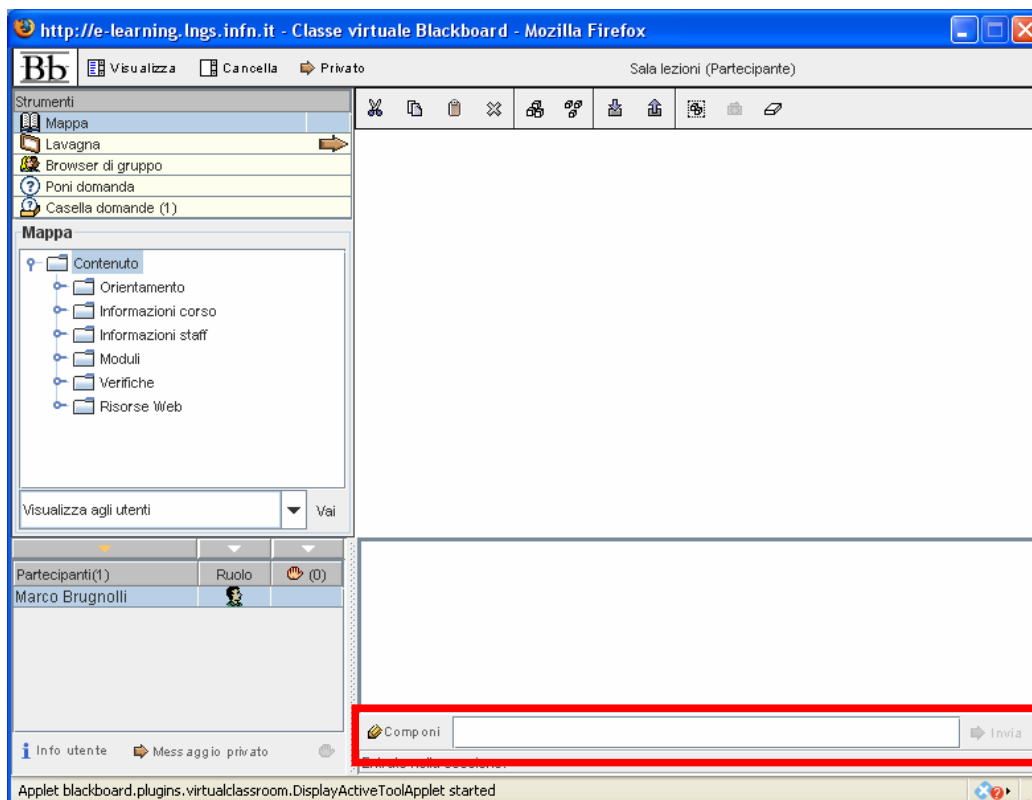 http://e-learning.lngs.infn.it - Classe virtuale Blackboard - Mozilla Firefox
Bb Visualizza Cancella Privato Sala lezioni (Partecipante)
Strumenti
Mappa
Lavagna
Browser di gruppo
Poni domanda
Casella domande (1)
Mappa
Contenuto
Orientamento
Informazioni corso
Informazioni staff
Moduli
Verifiche
Risorse Web
Visualizza agli utenti Vai
Partecipanti(1) Ruolo (0)
Marco Brugnolli
Componi Invia
Info utente Messaggio privato
nella
Applet blackboard.plugins.virtualclassroom.DisplayActiveToolApplet started